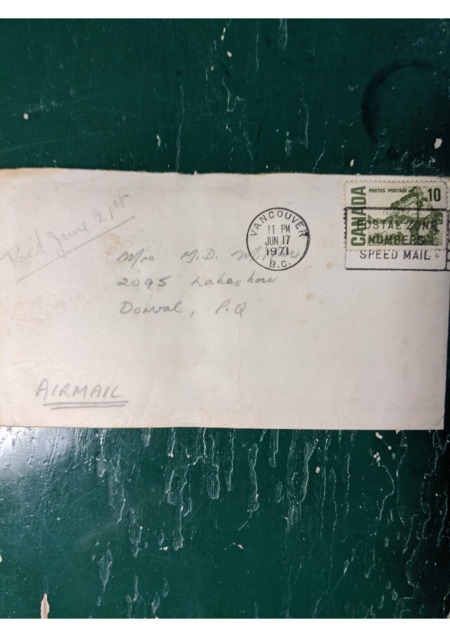 Rec'd June 21st
CANADA
POSTES POSTAGE
10
VANCOUVER
11 PM
JUN 17
1971
B.C.
POSTAL ZONE
NUMBERS
SPEED MAIL
M.D.
2095 Lakeshore
Dorval, P.Q
AIRMAIL